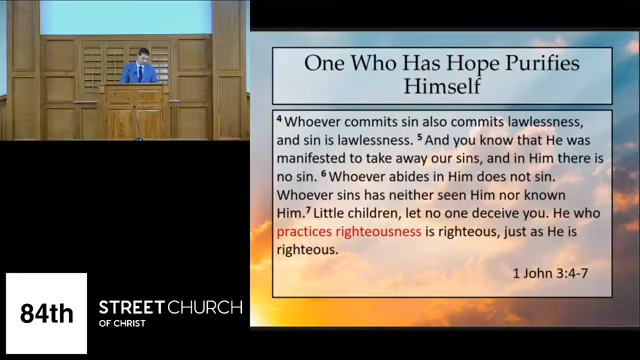 One Who Has Hope Purifies
Himself
⁴ Whoever commits sin also commits lawlessness,
and sin is lawlessness. ⁵ And you know that He was
manifested to take away our sins, and in Him there is
no sin. ⁶ Whoever abides in Him does not sin.
Whoever sins has neither seen Him nor known
Him.⁷ Little children, let no one deceive you. He who
practices righteousness is righteous, just as He is
righteous.
1 John 3:4-7
84th
STREETCHURCH
OF CHRIST